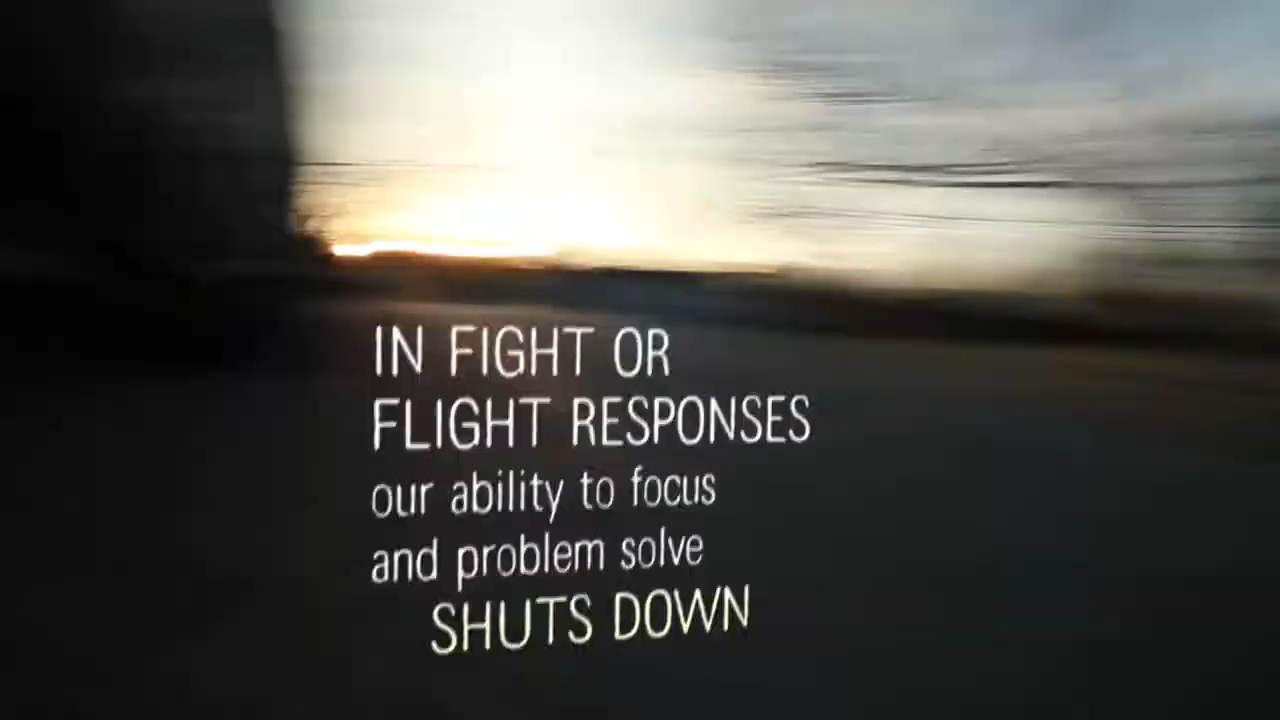 IN FIGHT OR
FLIGHT RESPONSES
our ability to focus
and problem solve
SHUTS DOWN